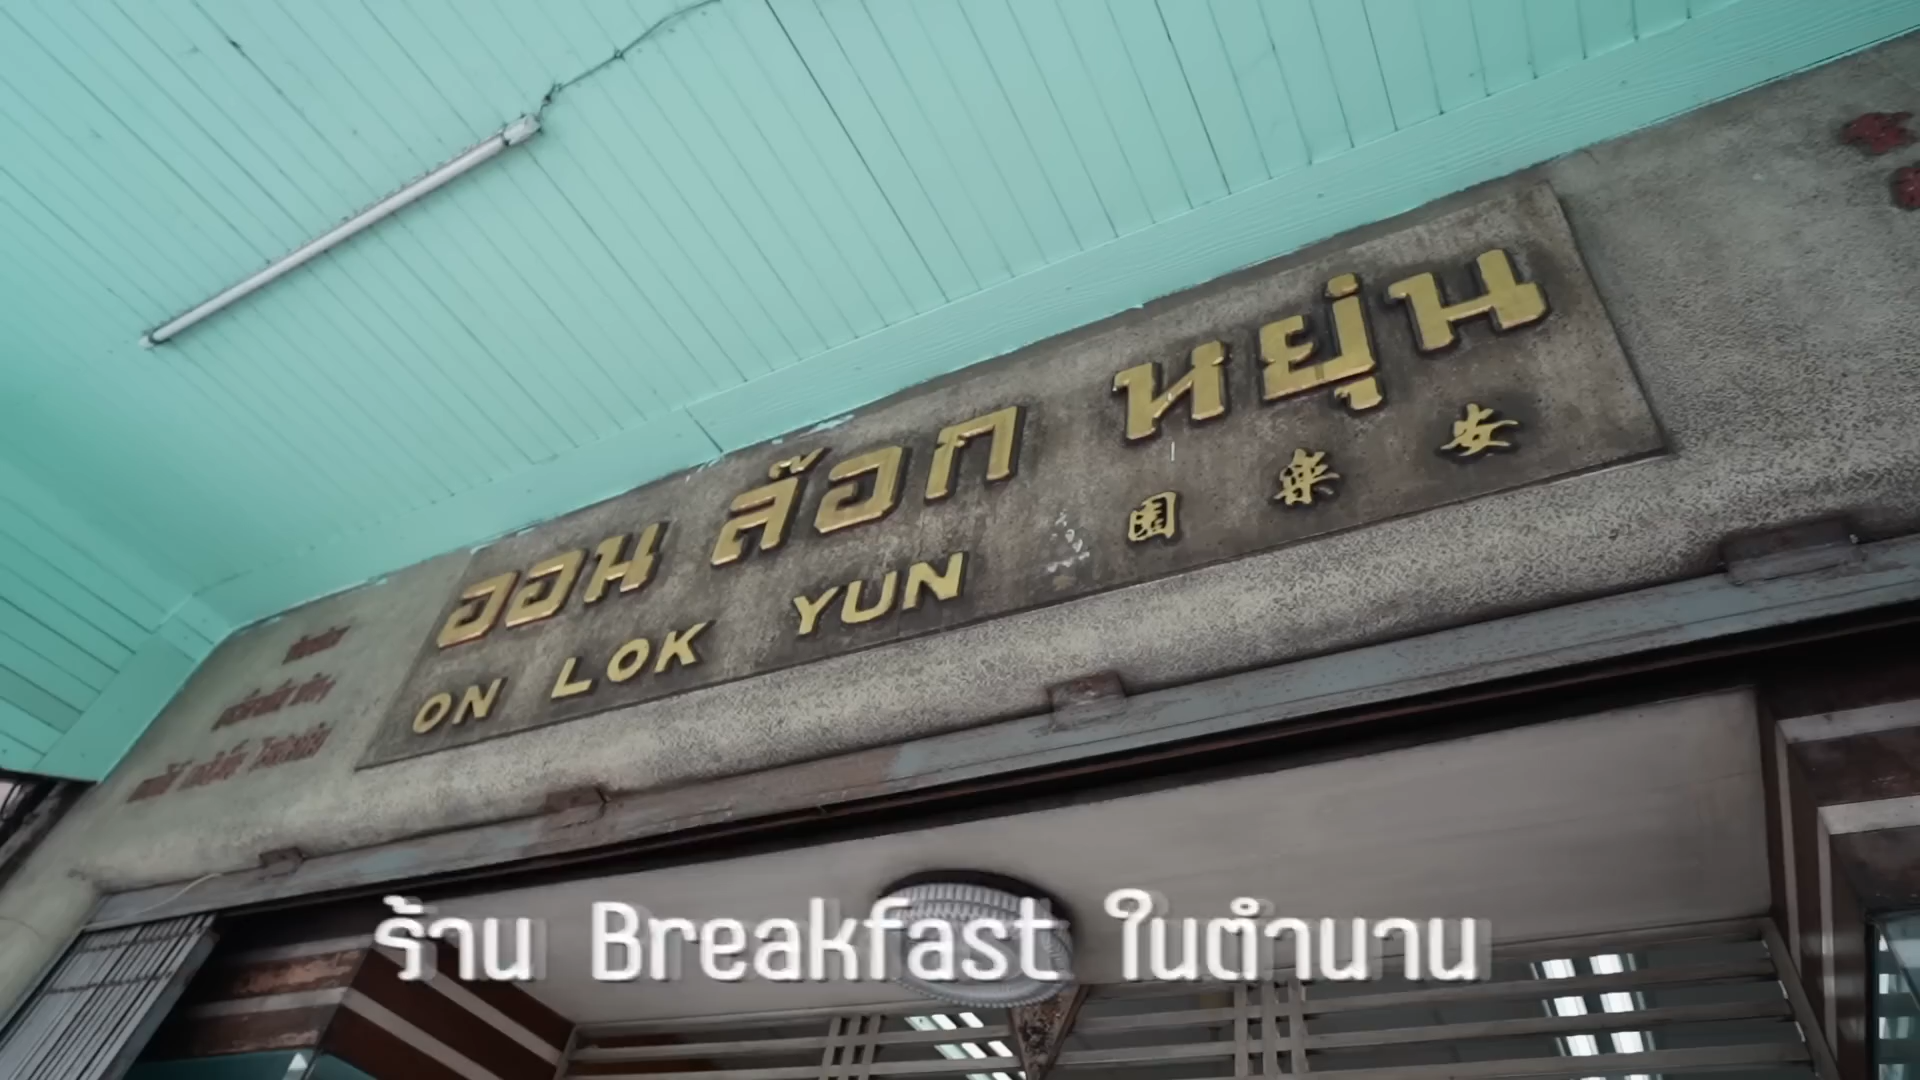 ออน ล๊อก หยุ่น
ON LOK YUN
園 樂 安
ร้าน Breakfast ในตำนาน